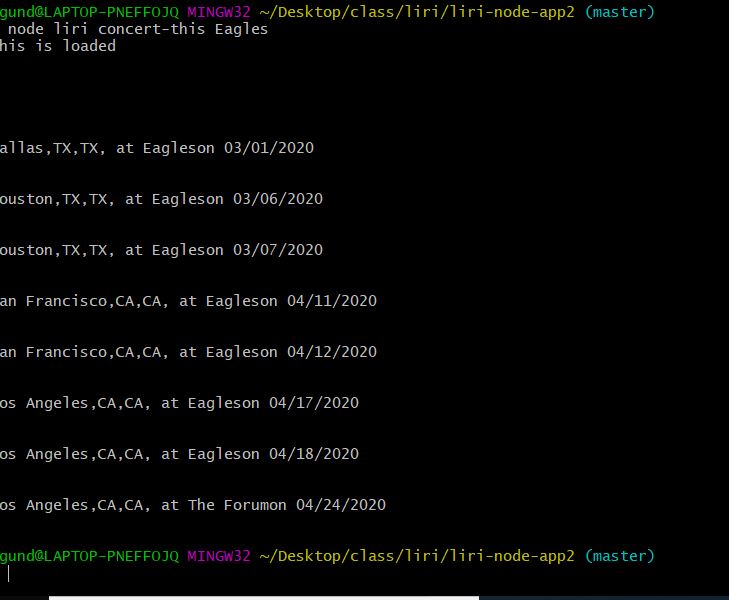 gund@LAPTOP-PNEFFOJQ MINGW32 ~/Desktop/class/liri/liri-node-app2 (master)
node liri concert-this Eagles
his is loaded
allas,TX,TX, at Eagleson 03/01/2020
ouston,TX,TX, at Eagleson 03/06/2020
ouston,TX,TX, at Eagleson 03/07/2020
an Francisco,CA,CA, at Eagleson 04/11/2020
an Francisco,CA,CA, at Eagleson 04/12/2020
os Angeles,CA,CA, at Eagleson 04/17/2020
os Angeles,CA,CA, at Eagleson 04/18/2020
os Angeles,CA,CA, at The Forumon 04/24/2020
gund@LAPTOP-PNEFFOJQ MINGW32 ~/Desktop/class/liri/liri-node-app2 (master)